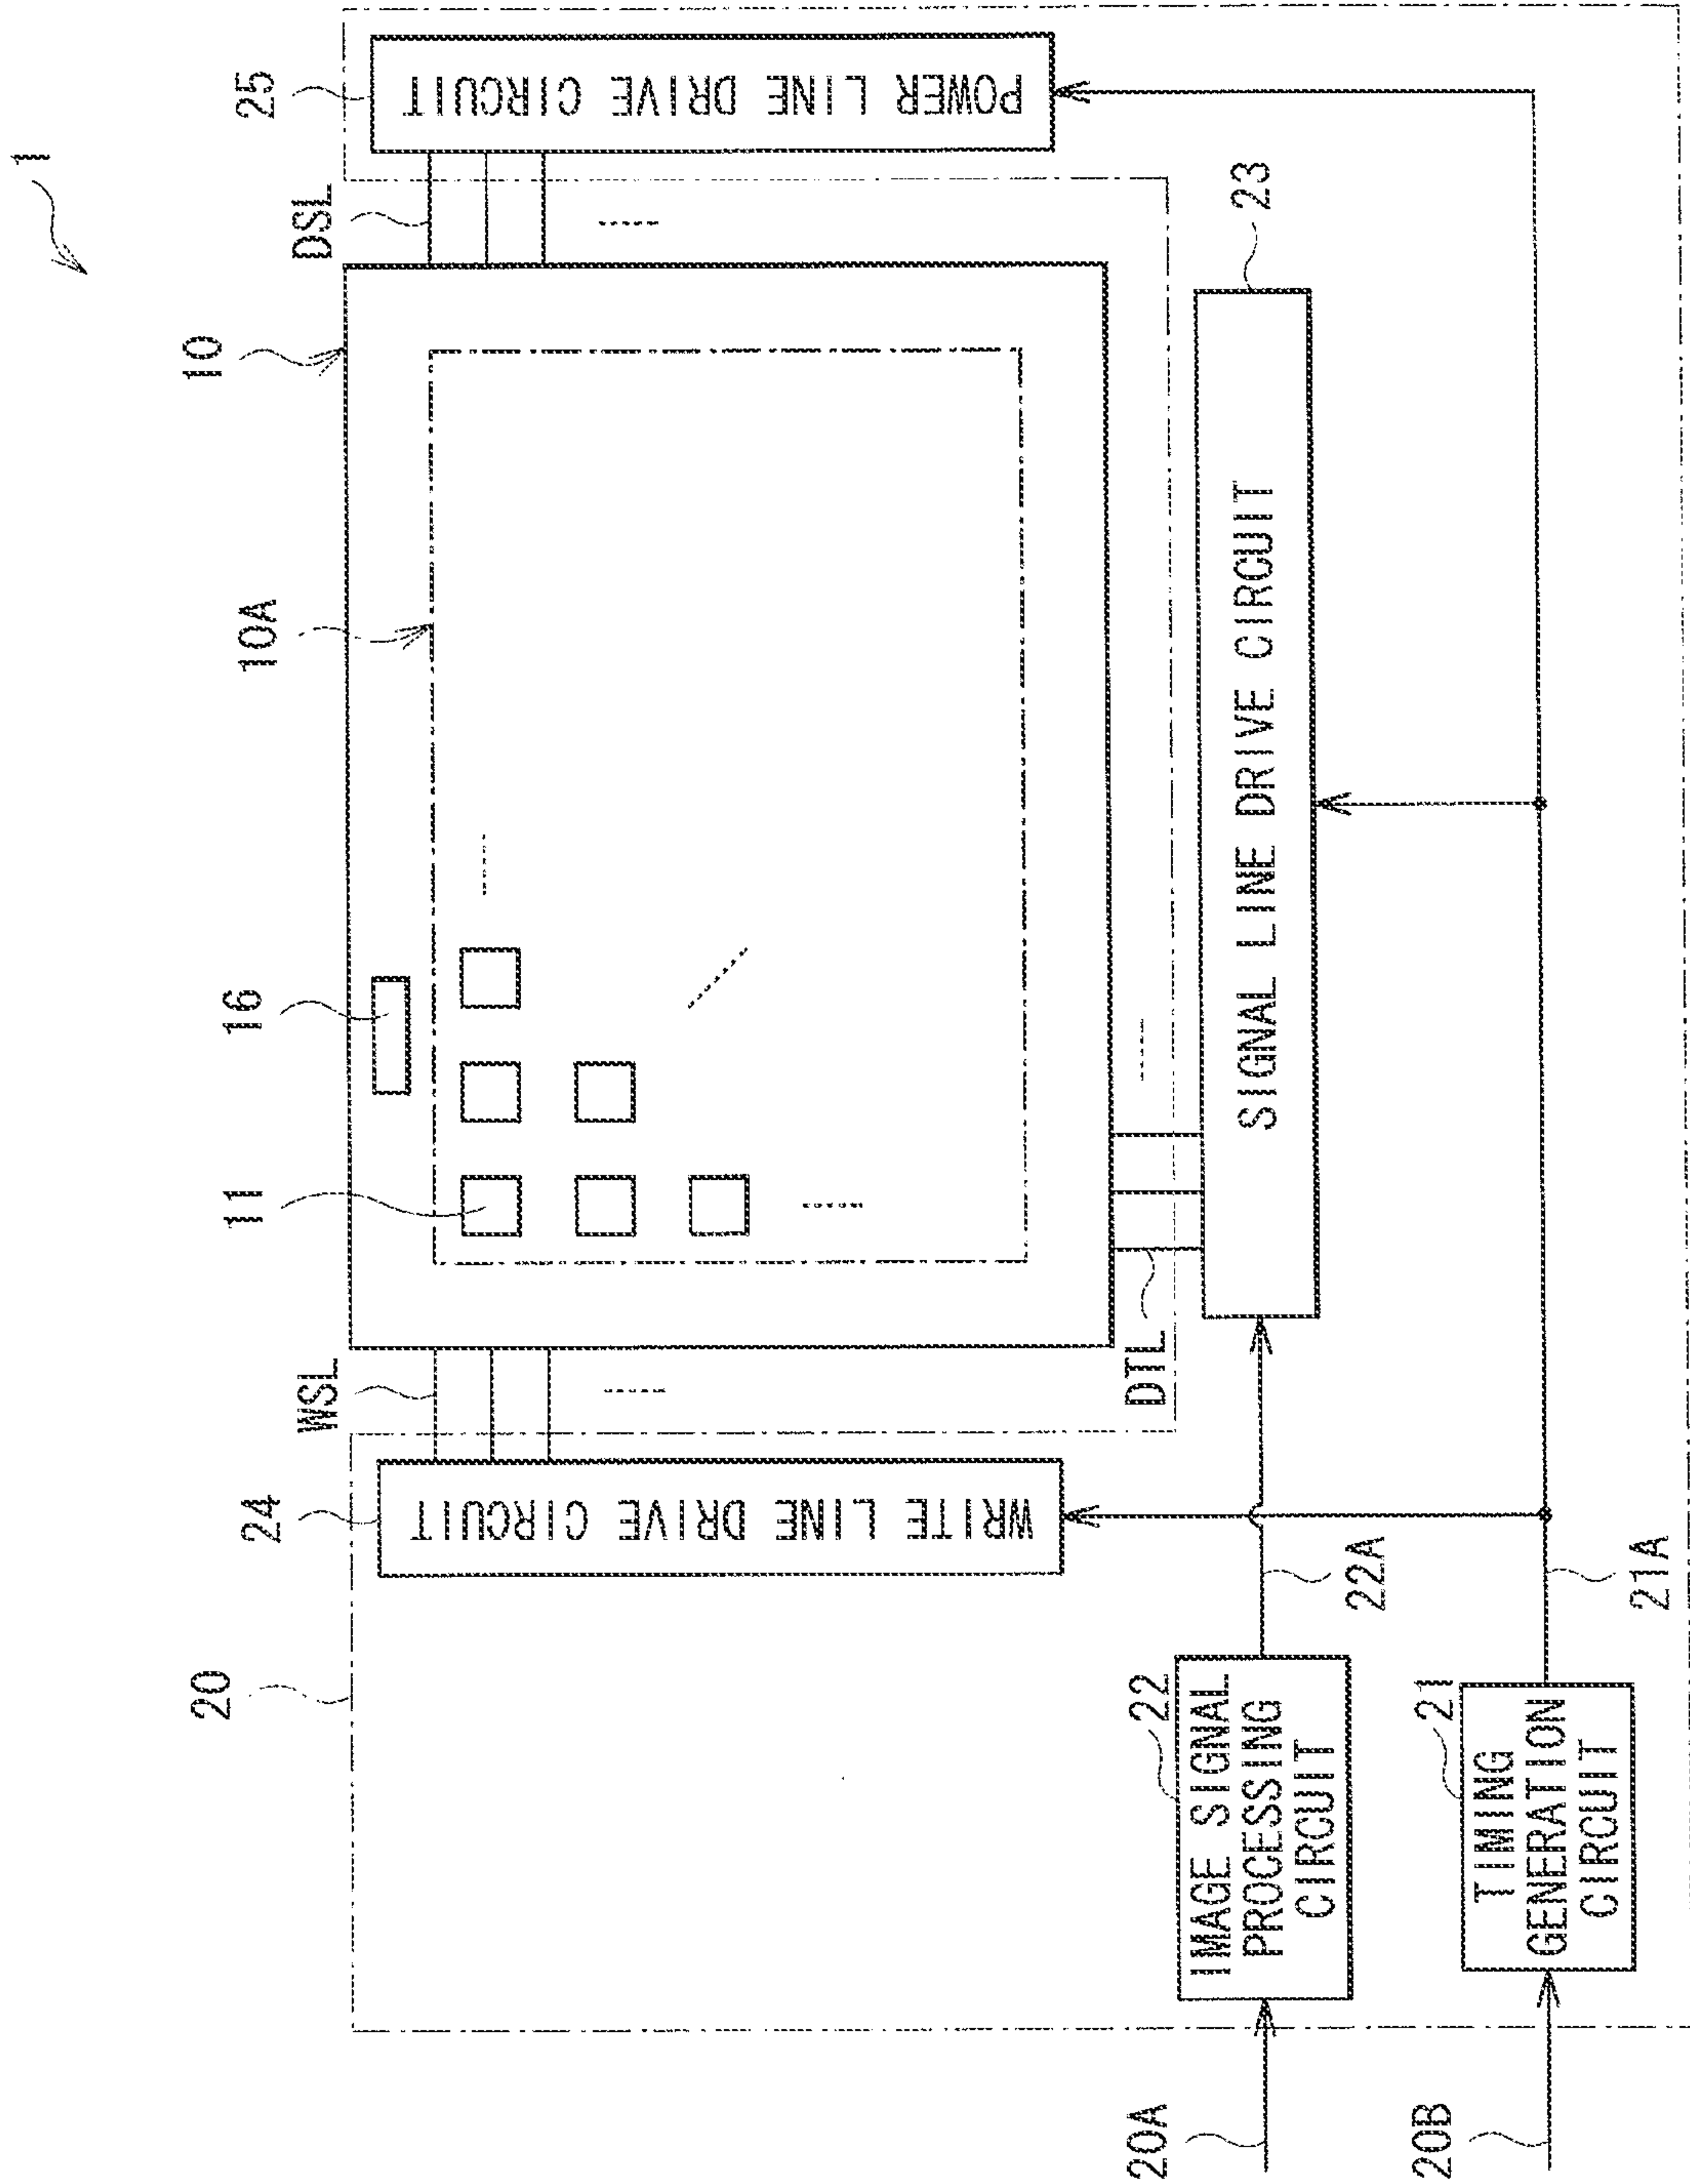 1
20
24
WSL
11
16
10A
10
DSL
25
WRITE LINE DRIVE CIRCUIT
POWER LINE DRIVE CIRCUIT
DTL
23
SIGNAL LINE DRIVE CIRCUIT
20A
22
IMAGE SIGNAL
PROCESSING
CIRCUIT
22A
20B
21
TIMING
GENERATION
CIRCUIT
21A